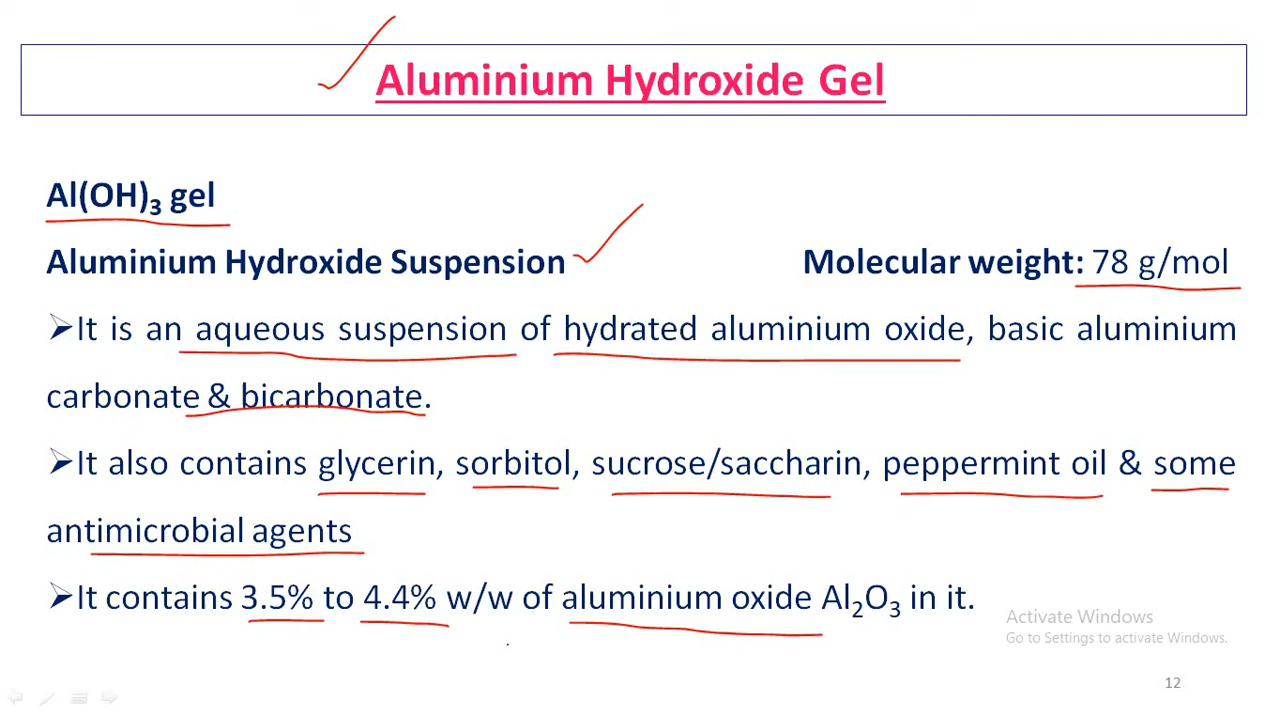 Aluminium Hydroxide Gel
Al(OH)₃ gel
Aluminium Hydroxide Suspension Molecular weight: 78 g/mol
➢It is an aqueous suspension of hydrated aluminium oxide, basic aluminium
carbonate & bicarbonate.
➢It also contains glycerin, sorbitol, sucrose/saccharin, peppermint oil & some
antimicrobial agents
➢It contains 3.5% to 4.4% w/w of aluminium oxide Al₂O₃ in it.
Activate Windows
Go to Settings to activate Windows.
12